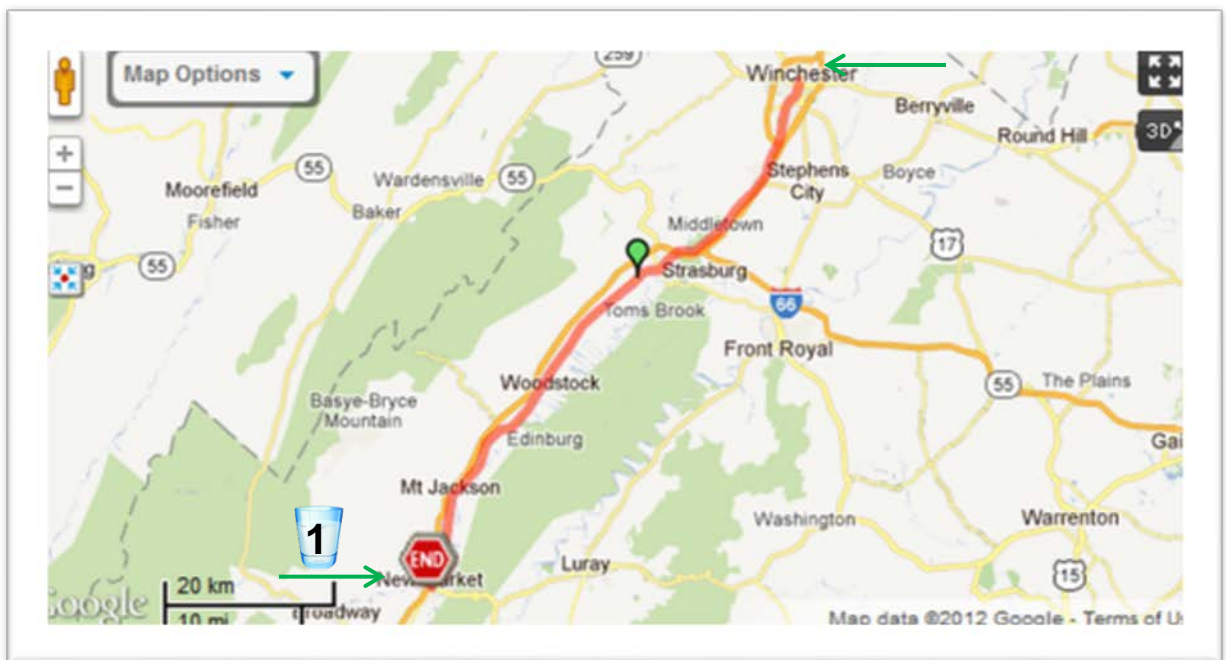 259
Map Options
Winchester
Berryville
Round Hill
3D
+
−
55
Moorefield
Wardensville
55
Stephens
City
Boyce
Fisher
Baker
Middletown
17
55
Strasburg
66
Toms Brook
Front Royal
55
The Plains
Woodstock
Basye-Bryce
Mountain
Edinburg
Gai
Mt Jackson
Washington
Warrenton
1
END
Luray
15
20 km
Google
Broadway
10 mi
Map data ©2012 Google - Terms of U